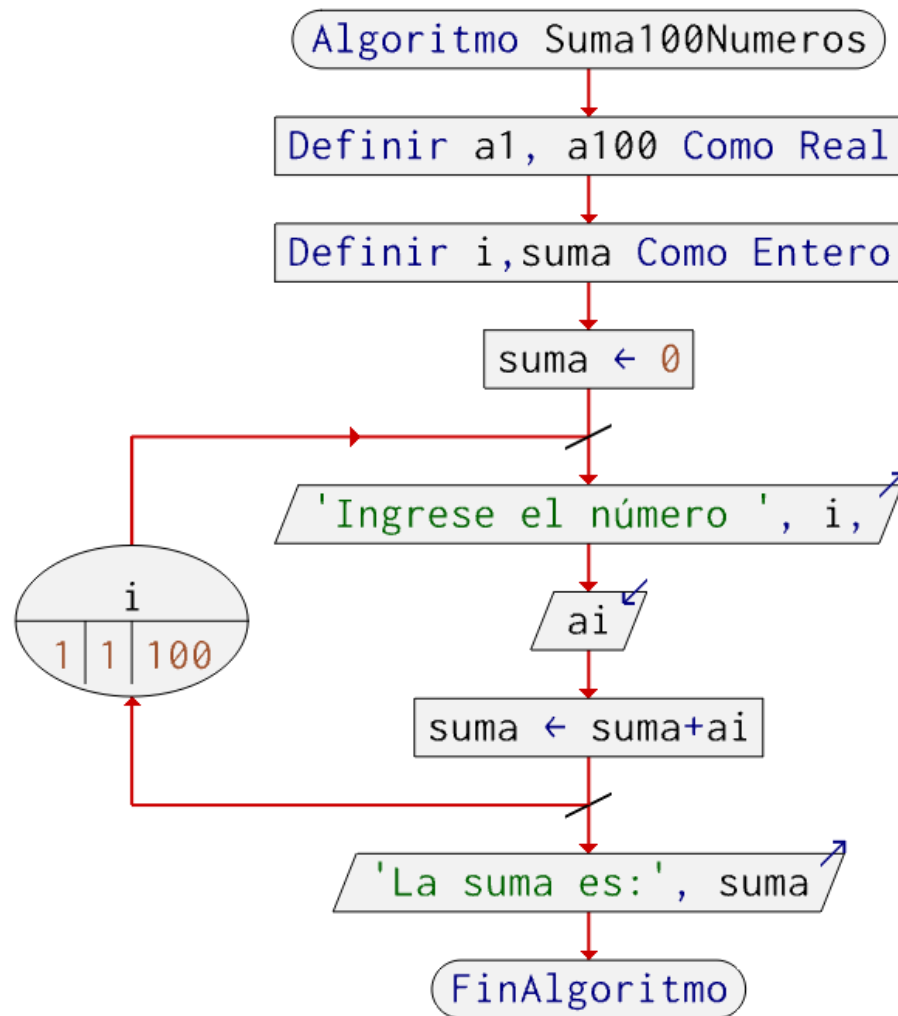 Algoritmo Suma100Numeros
Definir a1, a100 Como Real
Definir i,suma Como Entero
suma ← 0
'Ingrese el número ', i,
i
1 1 100
ai
suma ← suma+ai
'La suma es:', suma
FinAlgoritmo